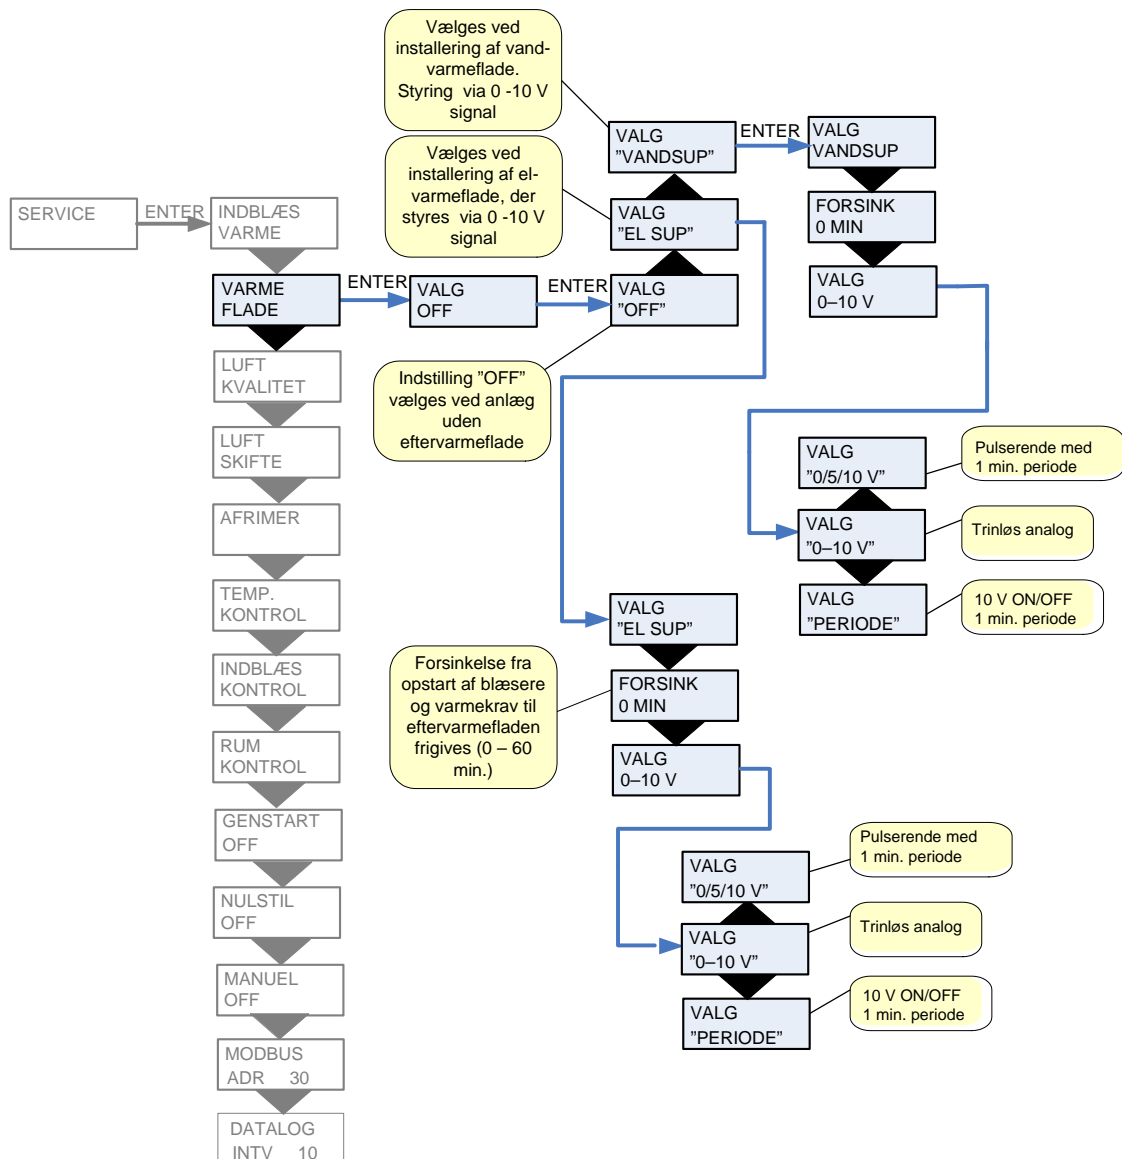 Vælges ved
installering af vand-
varmeflade.
Styring via 0 -10 V
signal
Vælges ved
installering af el-
varmeflade, der
styres via 0 -10 V
signal
VALG
"VANDSUP"
ENTER
VALG
VANDSUP
VALG
"EL SUP"
FORSINK
0 MIN
SERVICE
ENTER
INDBLÆS
VARME
VARME
FLADE
ENTER
VALG
OFF
ENTER
VALG
"OFF"
VALG
0–10 V
Indstilling "OFF"
vælges ved anlæg
uden
eftervarmeflade
LUFT
KVALITET
LUFT
SKIFTE
AFRIMER
TEMP.
KONTROL
INDBLÆS
KONTROL
RUM
KONTROL
GENSTART
OFF
NULSTIL
OFF
MANUEL
OFF
MODBUS
ADR 30
DATALOG
INTV 10
VALG
"0/5/10 V"
Pulserende med
1 min. periode
VALG
"0–10 V"
Trinløs analog
VALG
"PERIODE"
10 V ON/OFF
1 min. periode
VALG
"EL SUP"
Forsinkelse fra
opstart af blæsere
og varmekrav til
eftervarmefladen
frigives (0 – 60
min.)
FORSINK
0 MIN
VALG
0–10 V
VALG
"0/5/10 V"
Pulserende med
1 min. periode
VALG
"0–10 V"
Trinløs analog
VALG
"PERIODE"
10 V ON/OFF
1 min. periode